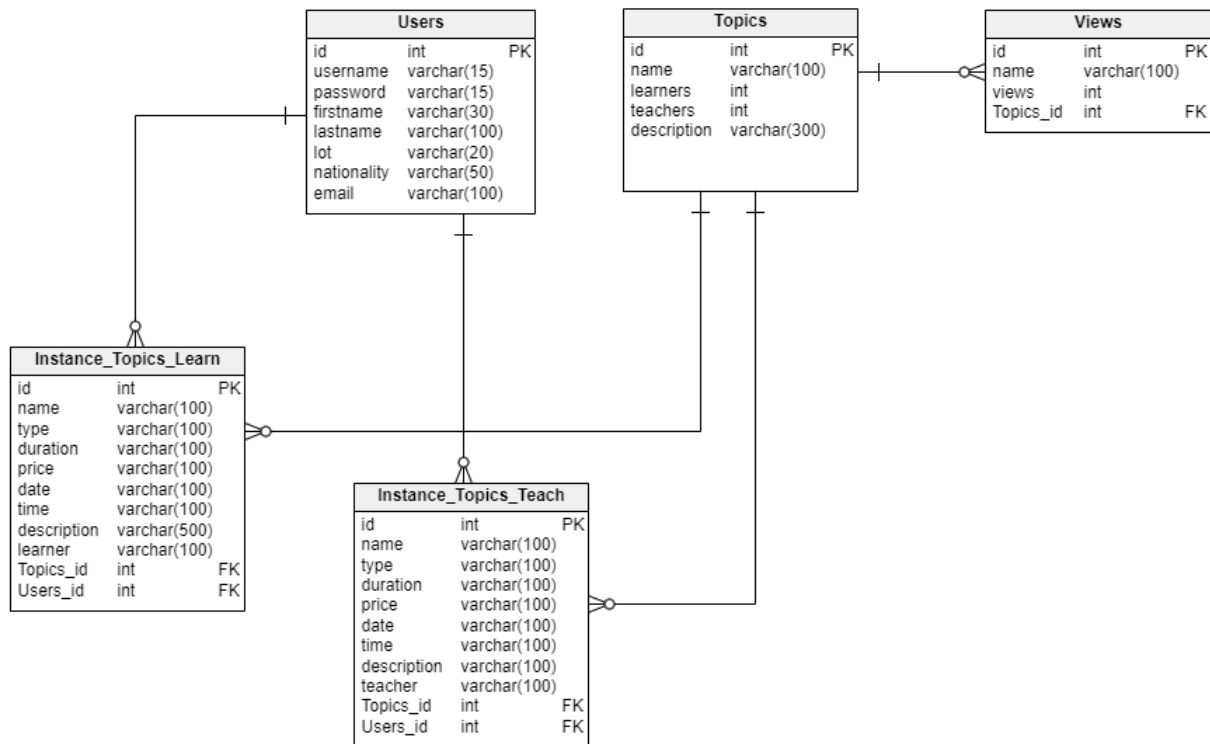 Users
id int PK
username varchar(15)
password varchar(15)
firstname varchar(30)
lastname varchar(100)
lot varchar(20)
nationality varchar(50)
email varchar(100)
Topics
id int PK
name varchar(100)
learners int
teachers int
description varchar(300)
Views
id int PK
name varchar(100)
views int
Topics_id int FK
Instance_Topics_Learn
id int PK
name varchar(100)
type varchar(100)
duration varchar(100)
price varchar(100)
date varchar(100)
time varchar(100)
description varchar(500)
learner varchar(100)
Topics_id int FK
Users_id int FK
Instance_Topics_Teach
id int PK
name varchar(100)
type varchar(100)
duration varchar(100)
price varchar(100)
date varchar(100)
time varchar(100)
description varchar(100)
teacher varchar(100)
Topics_id int FK
Users_id int FK